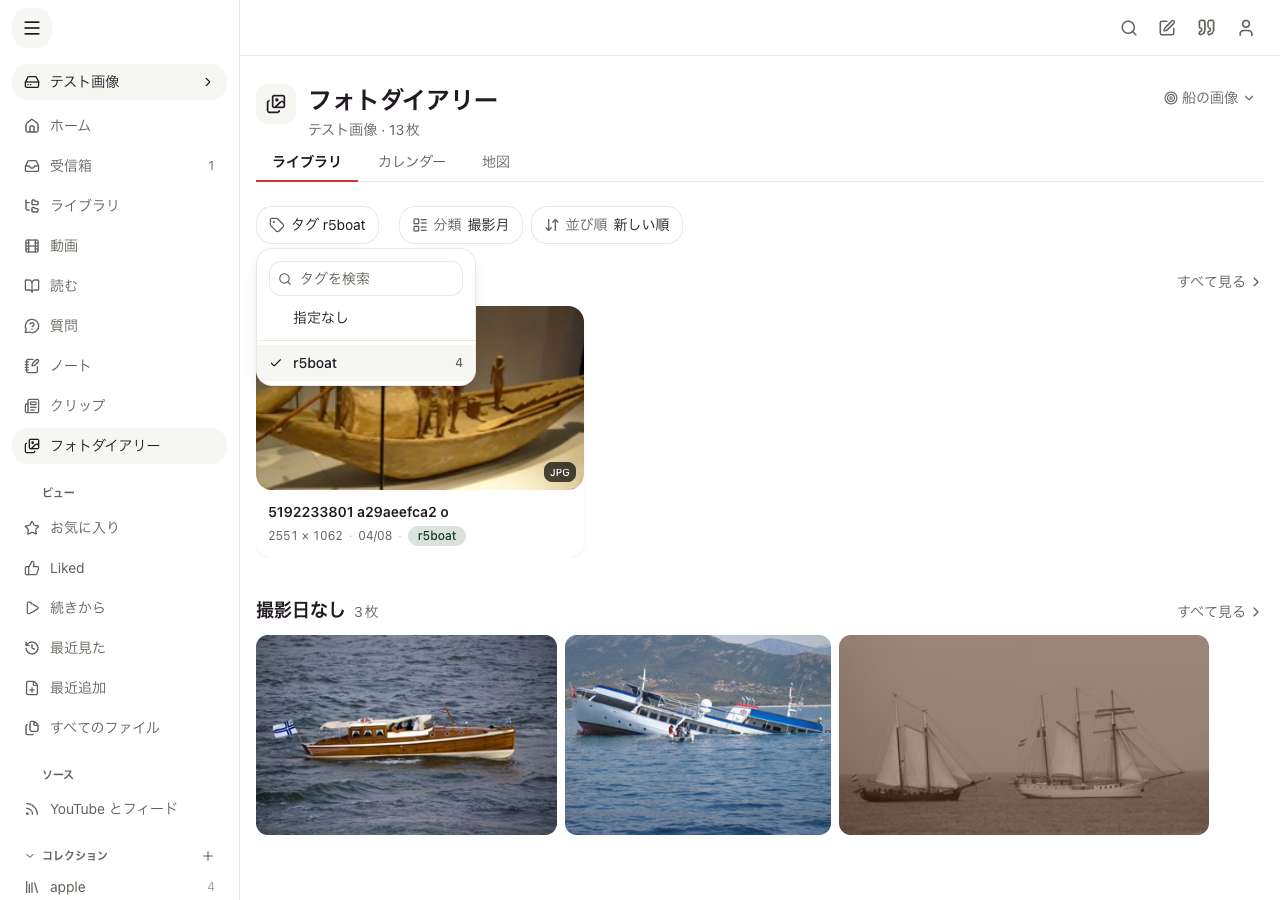 テスト画像
ホーム
受信箱 1
ライブラリ
動画
読む
質問
ノート
クリップ
フォトダイアリー
ビュー
お気に入り
Liked
続きから
最近見た
最近追加
すべてのファイル
ソース
YouTube とフィード
コレクション
apple 4
フォトダイアリー
テスト画像 · 13枚
船の画像
ライブラリ カレンダー 地図
タグ r5boat 分類 撮影月 並び順 新しい順
タグを検索
指定なし
r5boat 4
すべて見る
JPG
5192233801 a29aeefca2 o
2551 × 1062 · 04/08 · r5boat
撮影日なし 3枚 すべて見る